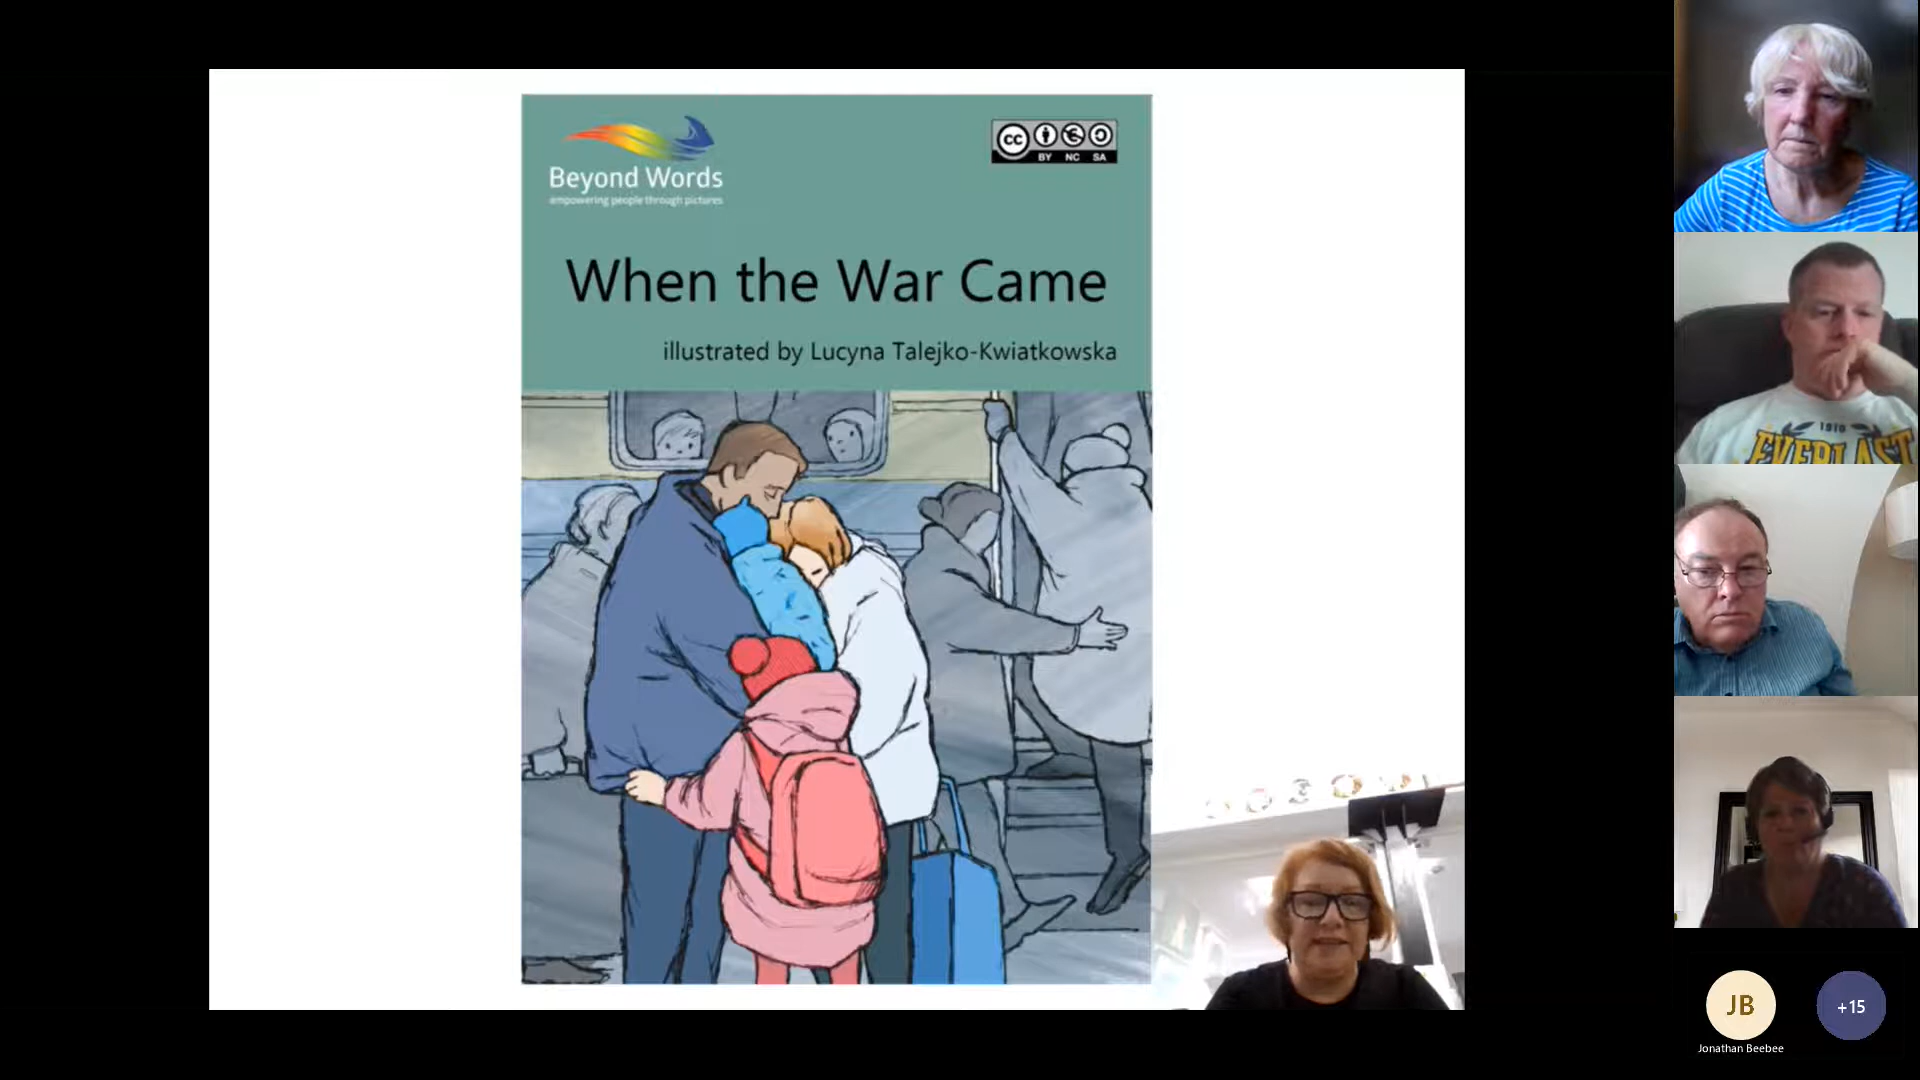 Beyond Words
empowering people through pictures
cc
BY NC SA
When the War Came
illustrated by Lucyna Talejko-Kwiatkowska
1910
EVERLAST
JB
+15
Jonathan Beebee